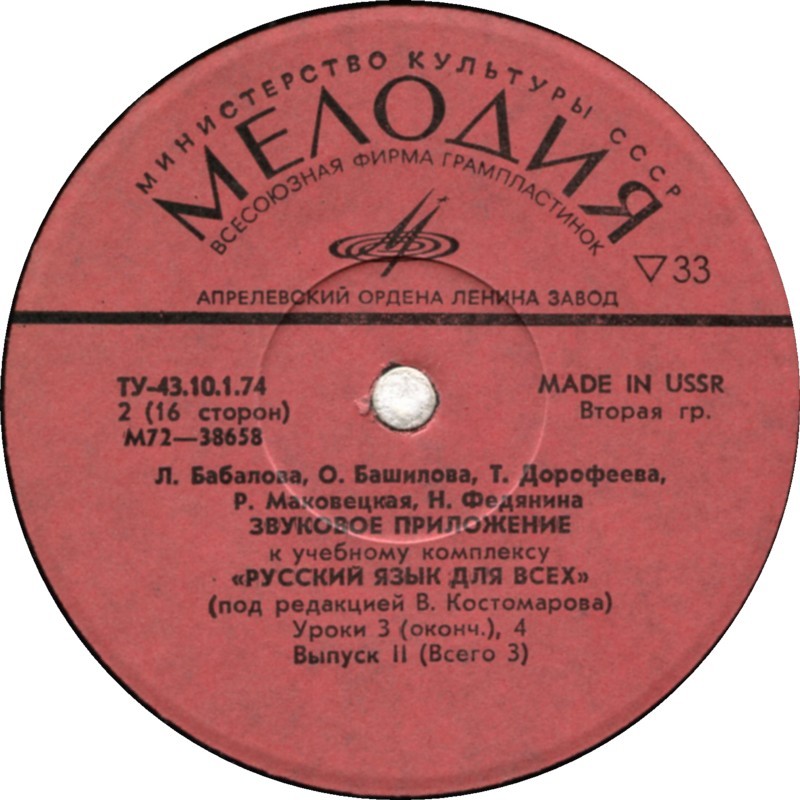 МИНИСТЕРСТВО КУЛЬТУРЫ СССР
МЕЛОДИЯ
ВСЕСОЮЗНАЯ ФИРМА ГРАМПЛАСТИНОК
▽33
АПРЕЛЕВСКИЙ ОРДЕНА ЛЕНИНА ЗАВОД
ТУ-43.10.1.74
MADE IN USSR
2 (16 сторон)
Вторая гр.
М72—38658
Л. Бабалова, О. Башилова, Т. Дорофеева,
Р. Маковецкая, Н. Федянина
ЗВУКОВОЕ ПРИЛОЖЕНИЕ
к учебному комплексу
«РУССКИЙ ЯЗЫК ДЛЯ ВСЕХ»
(под редакцией В. Костомарова)
Уроки 3 (оконч.), 4
Выпуск II (Всего 3)